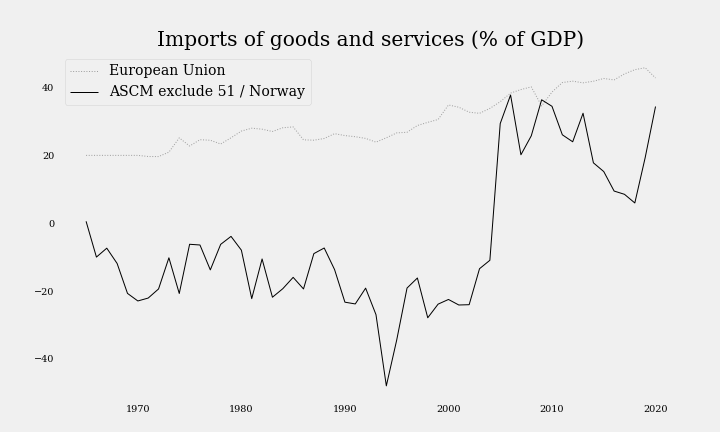 Imports of goods and services (% of GDP)
European Union
ASCM exclude 51 / Norway
40
20
0
−20
−40
1970 1980 1990 2000 2010 2020